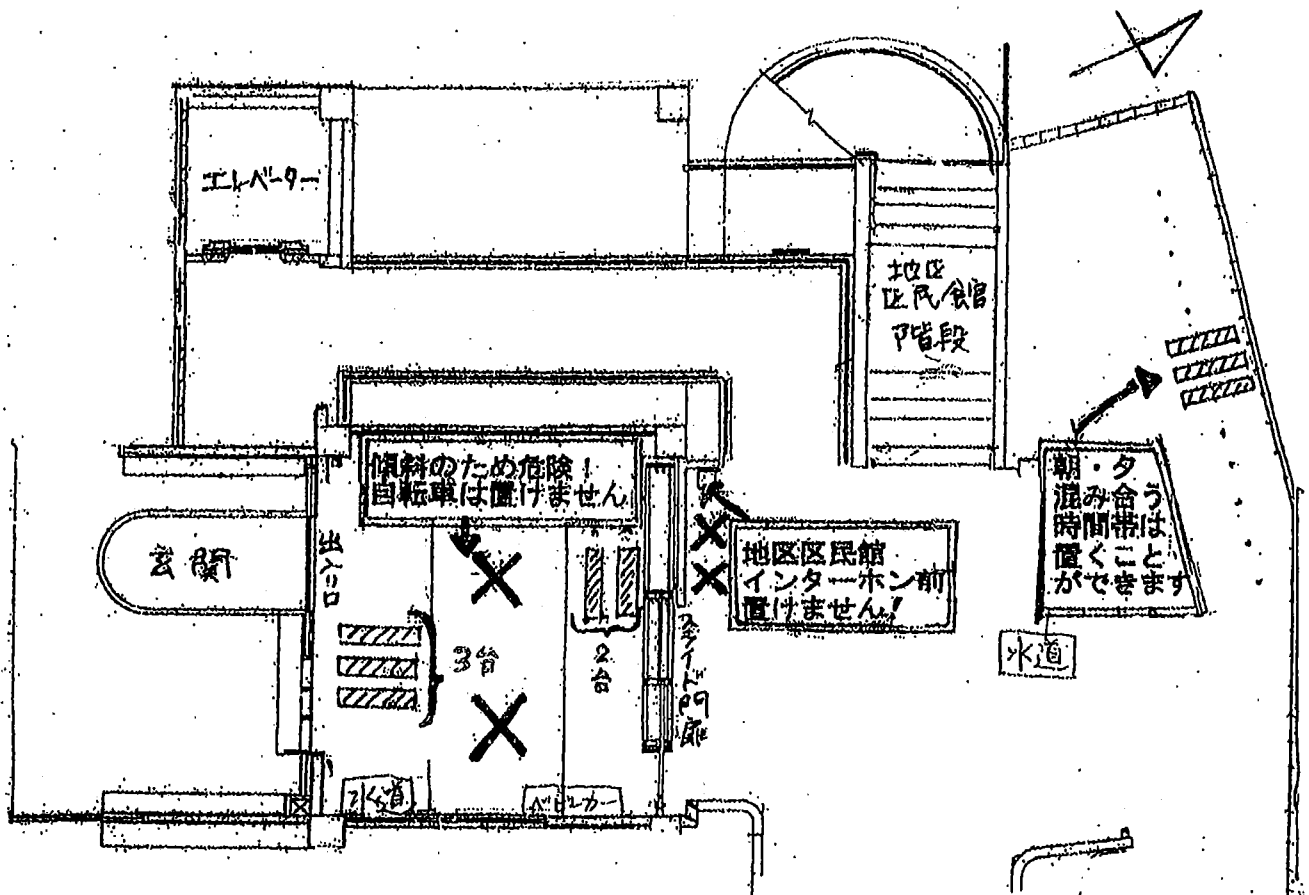 エレベーター
地区
区民館
階段
傾斜のため危険!
自転車は置けません
朝・夕
混み合う
時間帯は
置くこと
ができます
地区区民館
インターホン前
置けません!
玄関
出入口
3台
2台
スライド門扉
水道
水道
ベビーカー